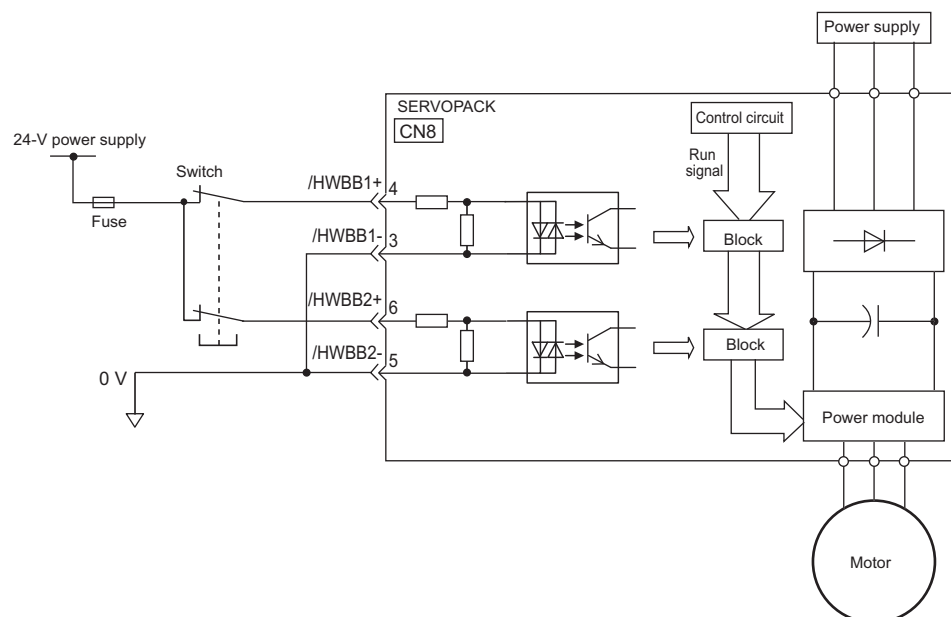 Power supply
SERVOPACK
CN8
Control circuit
24-V power supply
Run
signal
Switch
/HWBB1+
4
Fuse
/HWBB1-
3
Block
/HWBB2+
6
Block
/HWBB2-
5
0 V
Power module
Motor